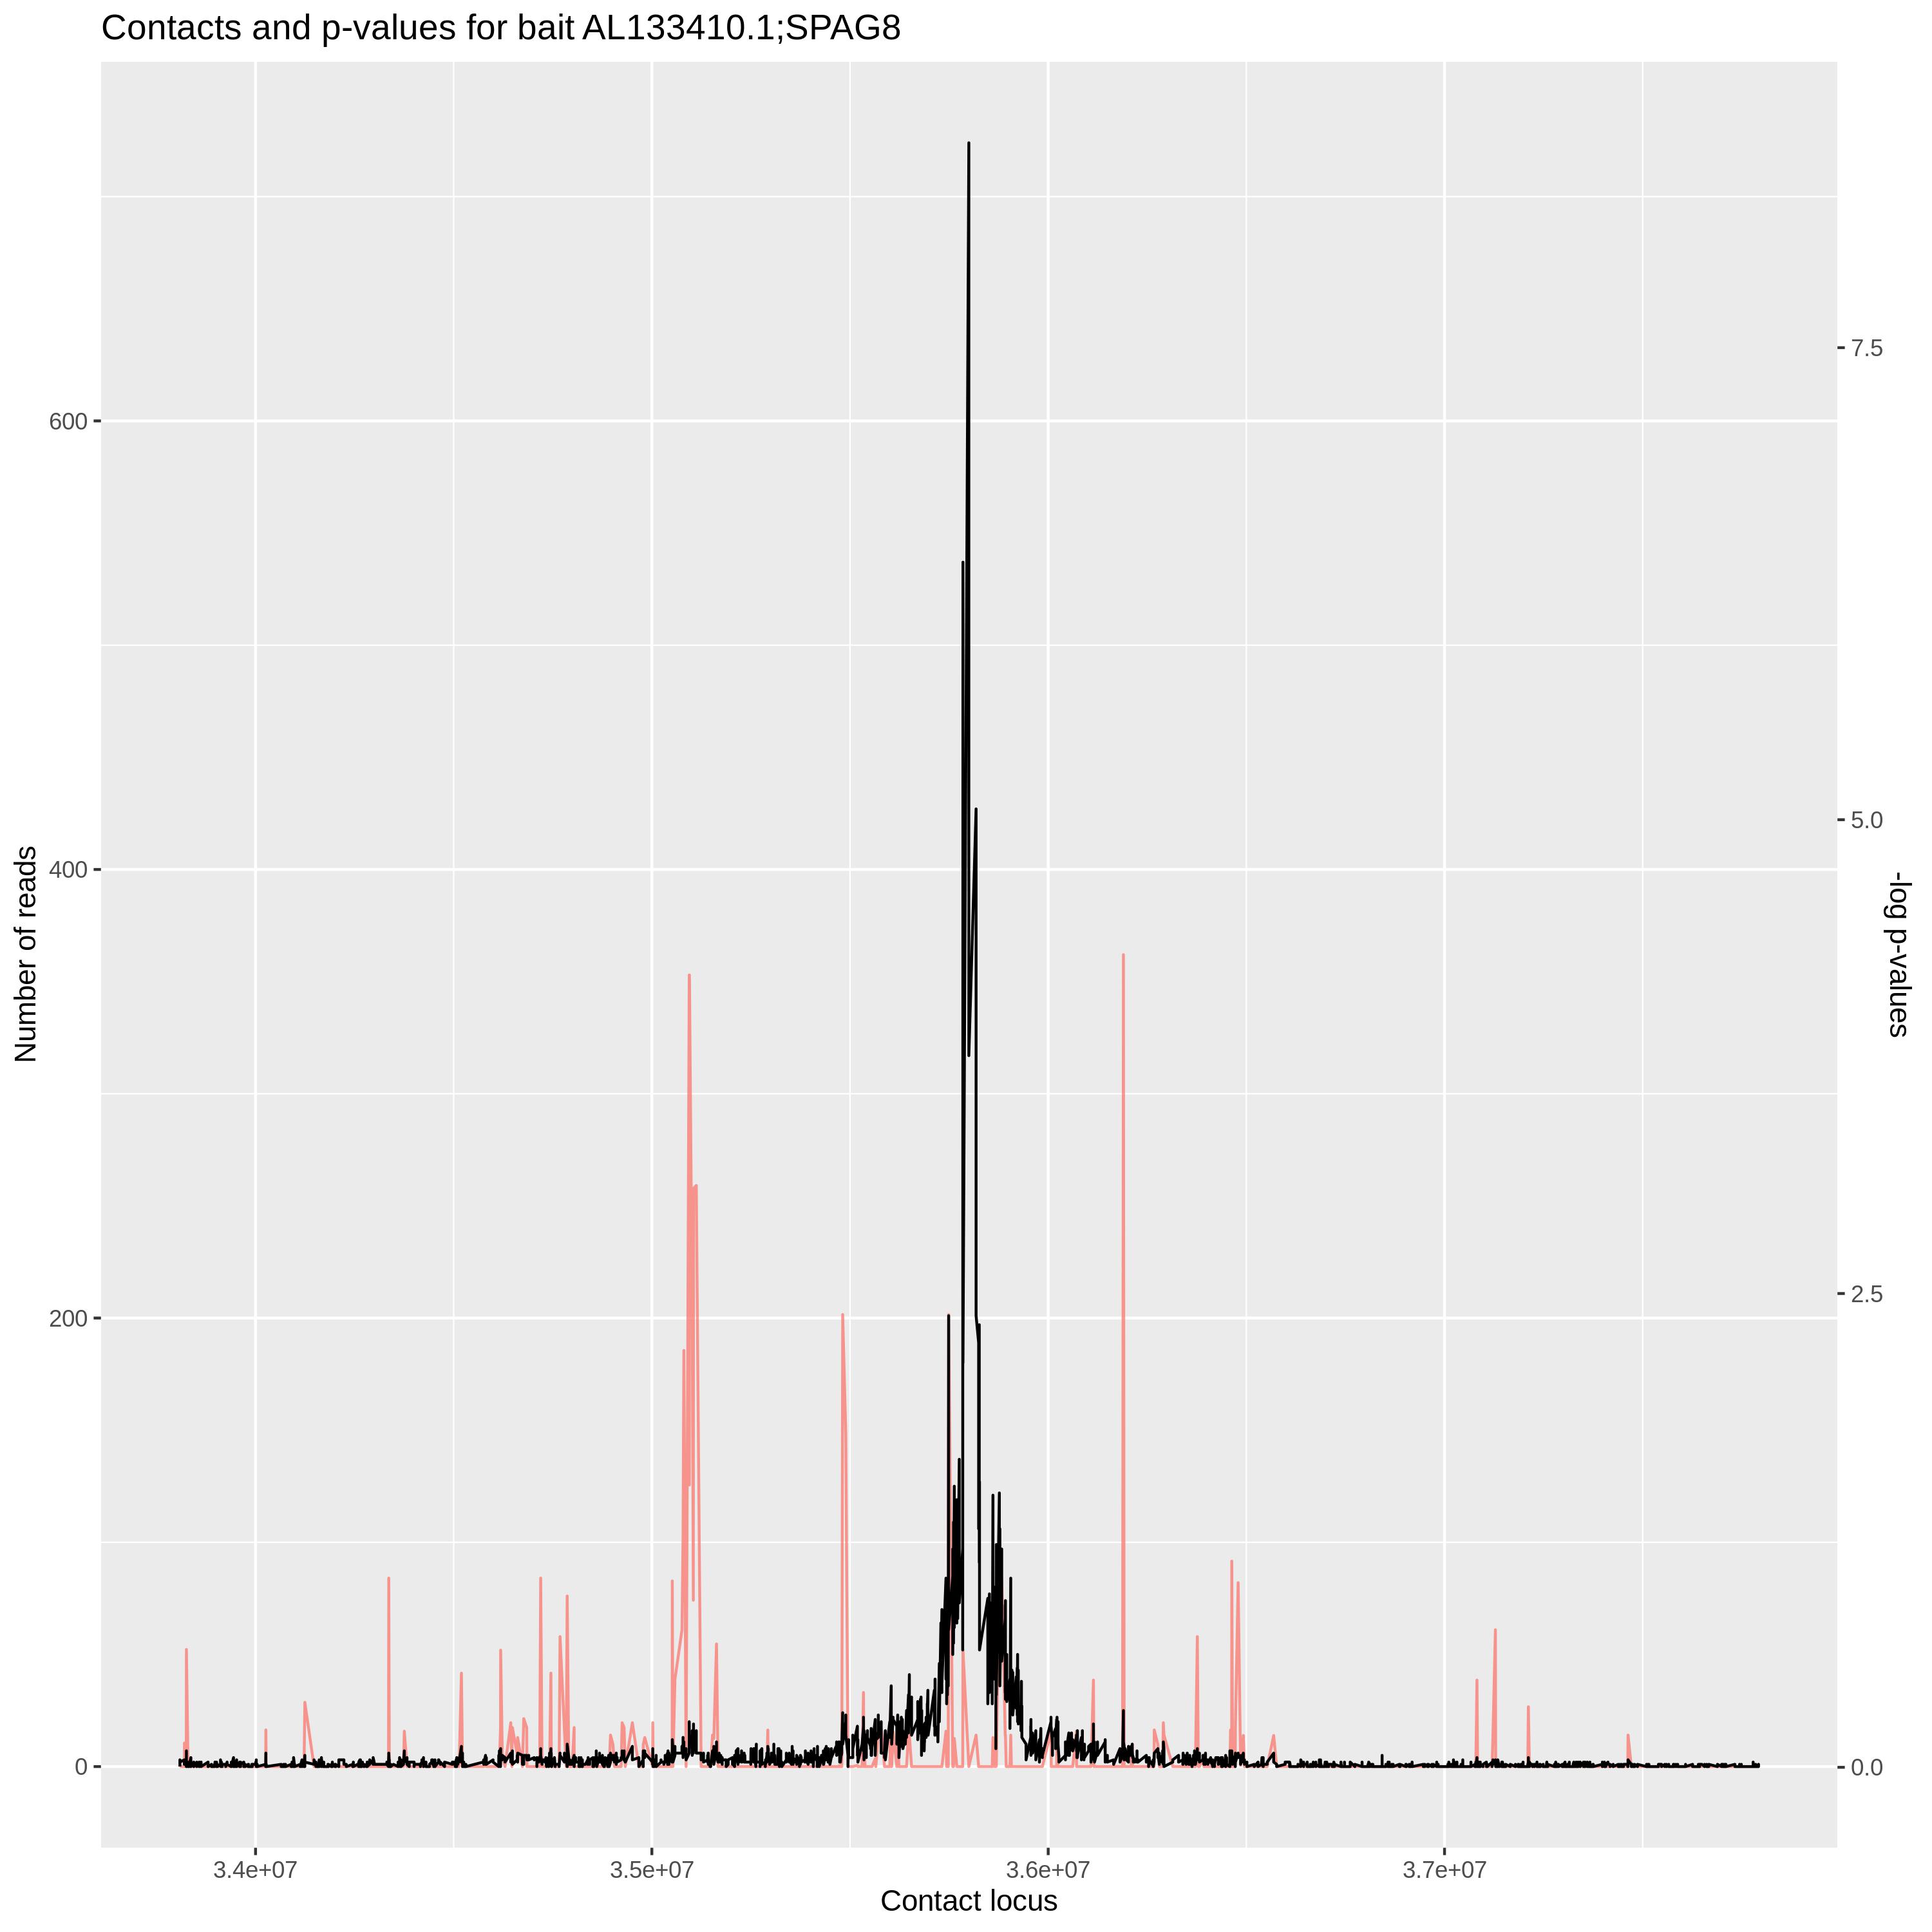 Contacts and p-values for bait AL133410.1;SPAG8
7.5
600
5.0
400
Number of reads
-log p-values
2.5
200
0
0.0
3.4e+07
3.5e+07
3.6e+07
3.7e+07
Contact locus